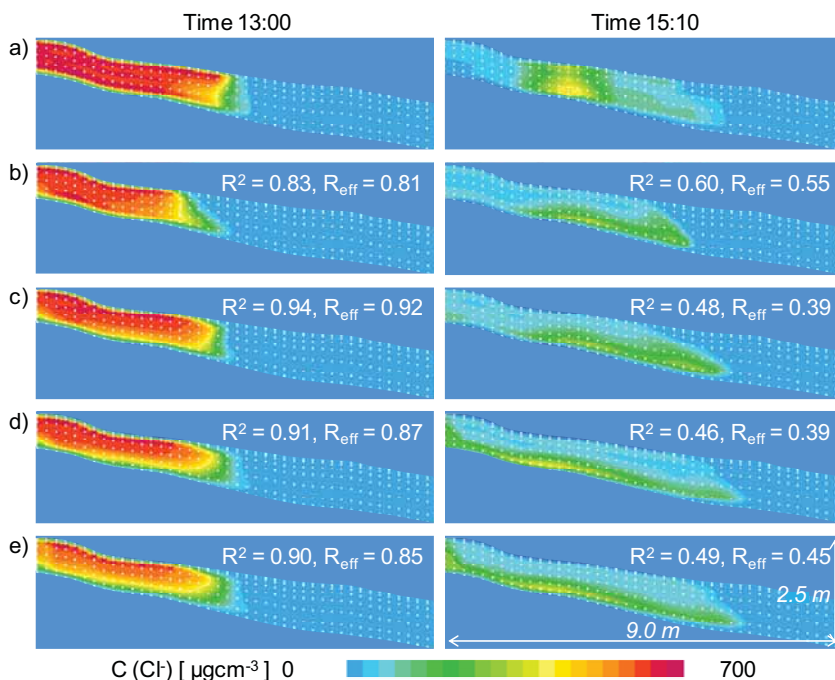 Time 13:00 Time 15:10
a)
b) R² = 0.83, R_eff = 0.81 R² = 0.60, R_eff = 0.55
c) R² = 0.94, R_eff = 0.92 R² = 0.48, R_eff = 0.39
d) R² = 0.91, R_eff = 0.87 R² = 0.46, R_eff = 0.39
e) R² = 0.90, R_eff = 0.85 R² = 0.49, R_eff = 0.45
2.5 m
9.0 m
C (Cl⁻) [ µgcm⁻³ ] 0 700